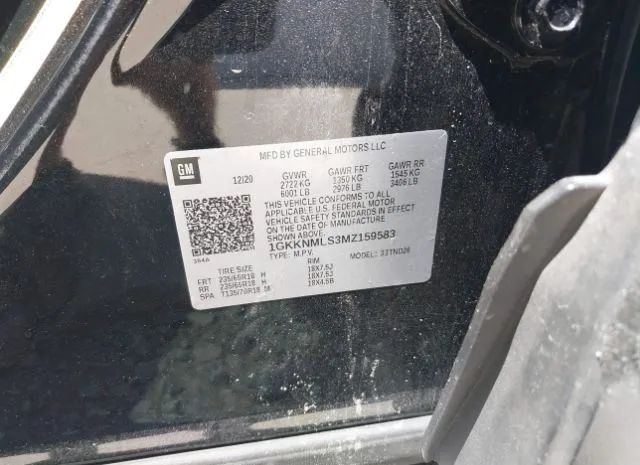 GM
MFD BY GENERAL MOTORS LLC
12/20 GVWR GAWR FRT GAWR RR
2722 KG 1350 KG 1545 KG
6001 LB 2976 LB 3406 LB
THIS VEHICLE CONFORMS TO ALL
APPLICABLE U.S. FEDERAL MOTOR
VEHICLE SAFETY STANDARDS IN
EFFECT ON THE DATE OF MANUFACTURE
SHOWN ABOVE.
1GKKNMLS3MZ159583
TYPE: M.P.V. MODEL:
TIRE SIZE RIM
FRT 235/65R18 H 18X7.5J
RR 235/65R18 H 18X7.5J
SPA T135/70R18 18X4.5B